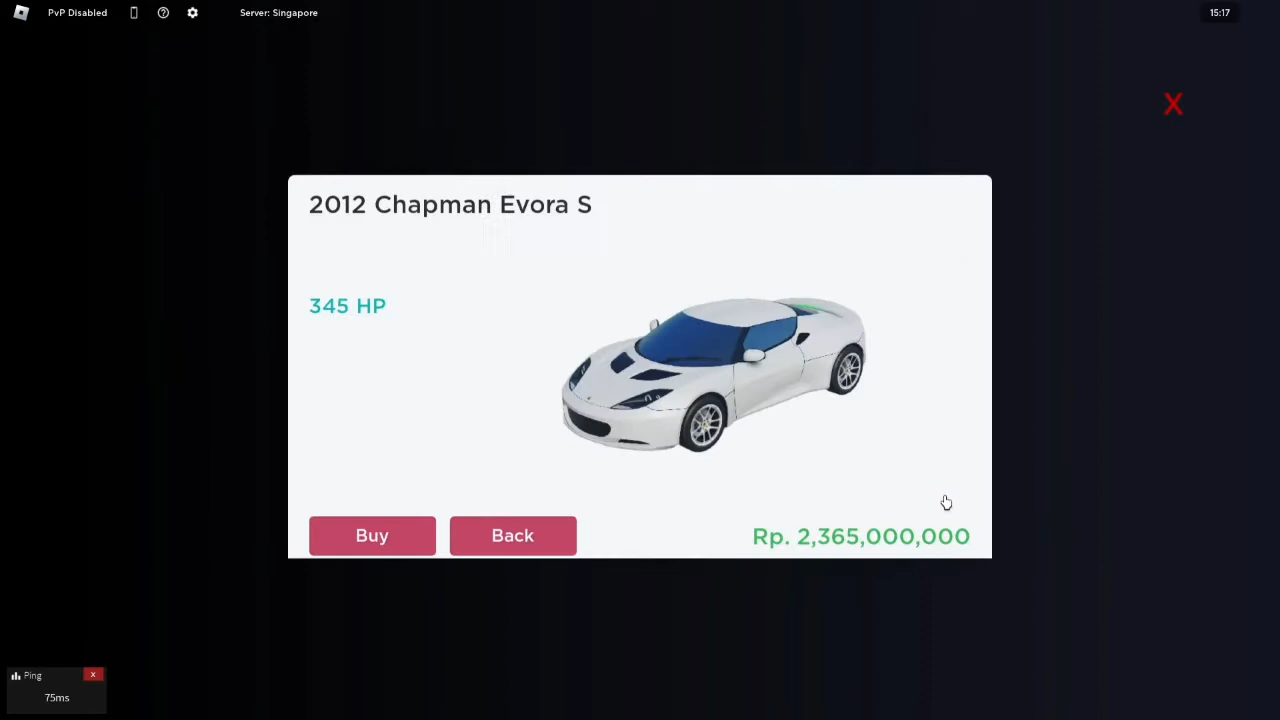 PvP Disabled
Server: Singapore
15:17
X
2012 Chapman Evora S
345 HP
Buy
Back
Rp. 2,365,000,000
Ping
x
75ms